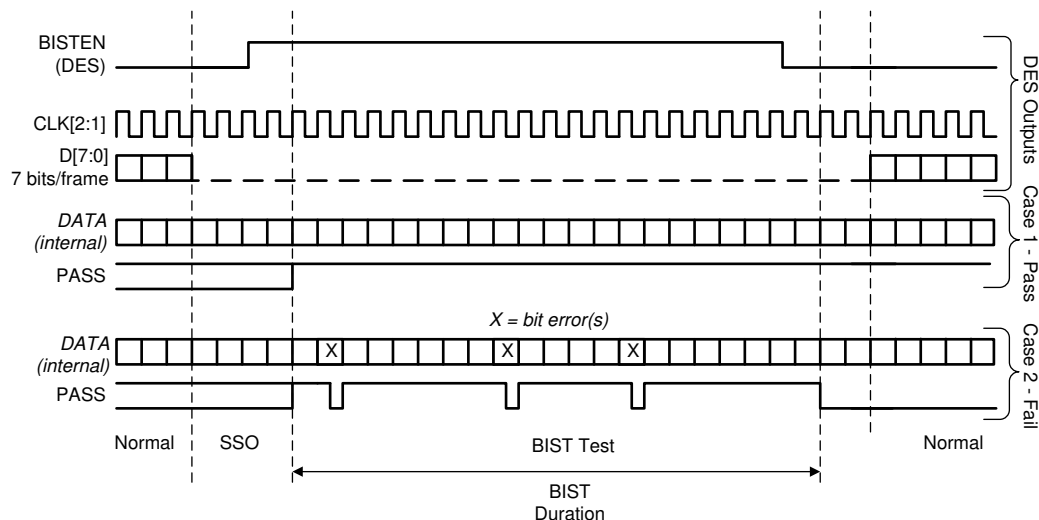 BISTEN
(DES)
CLK[2:1]
D[7:0]
7 bits/frame
DES Outputs
DATA
(internal)
PASS
Case 1 - Pass
X = bit error(s)
DATA
(internal)
X
X
X
PASS
Case 2 - Fail
Normal
SSO
BIST Test
Normal
BIST
Duration